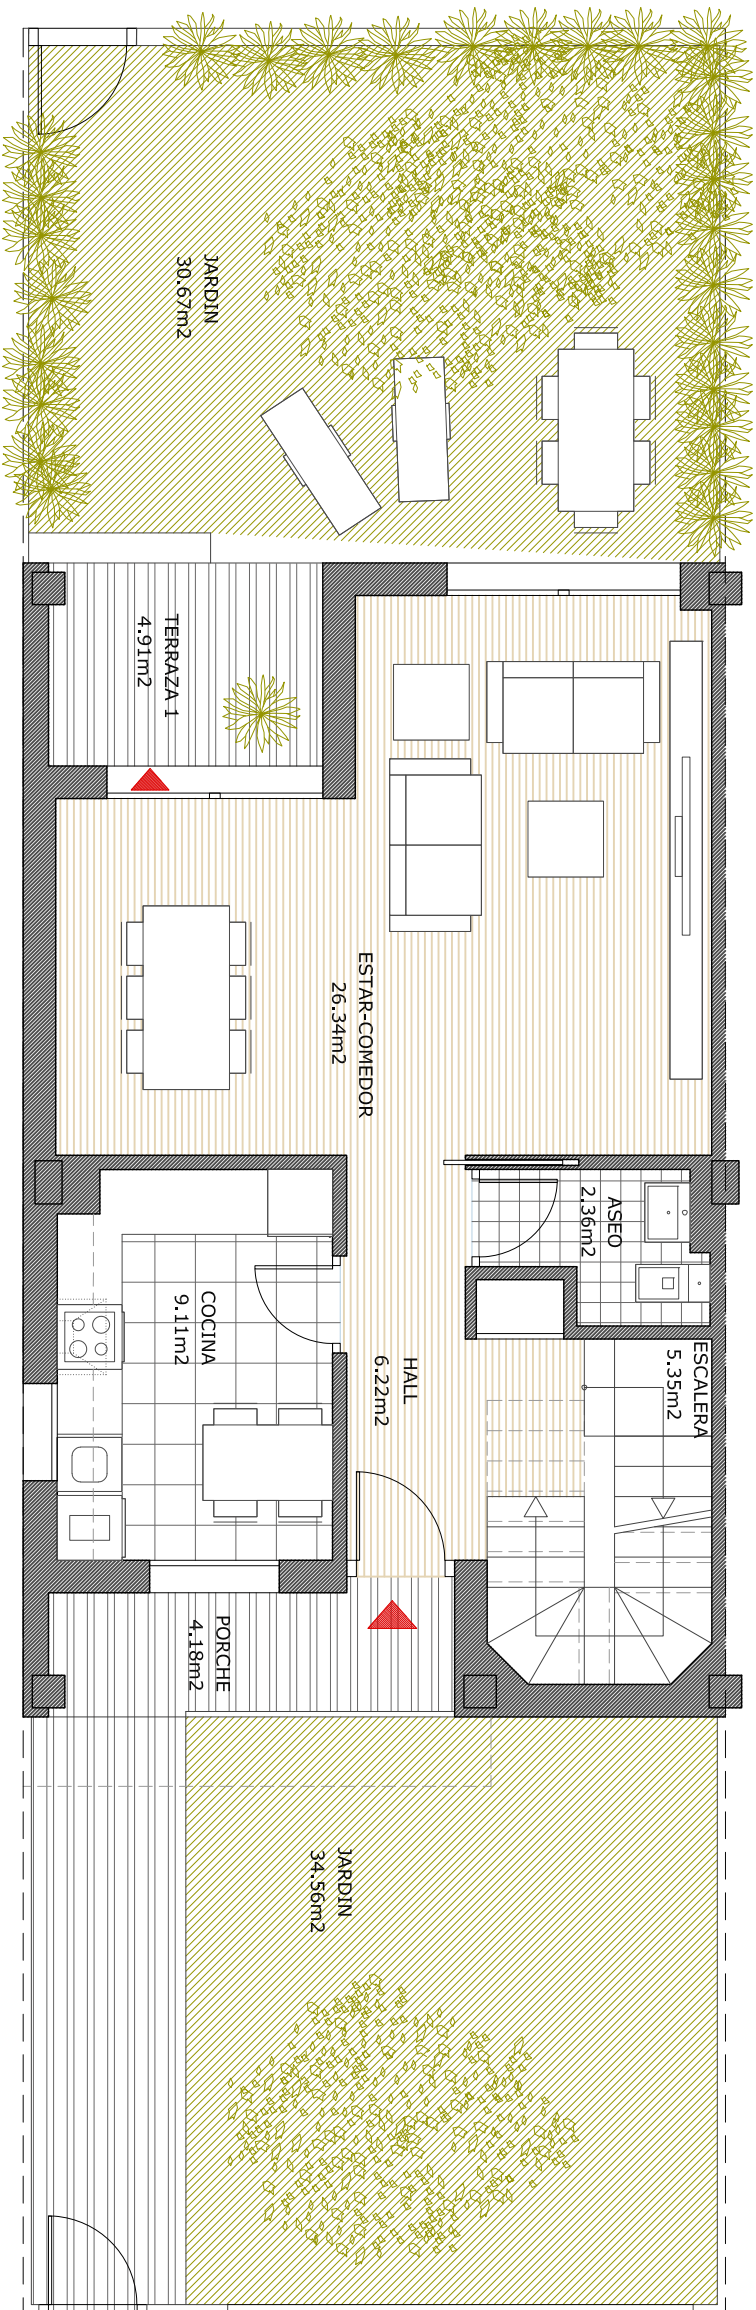 JARDIN
30.67m2
TERRAZA 1
4.91m2
ESTAR-COMEDOR
26.34m2
ASEO
2.36m2
COCINA
9.11m2
HALL
6.22m2
ESCALERA
5.35m2
PORCHE
4.18m2
JARDIN
34.56m2